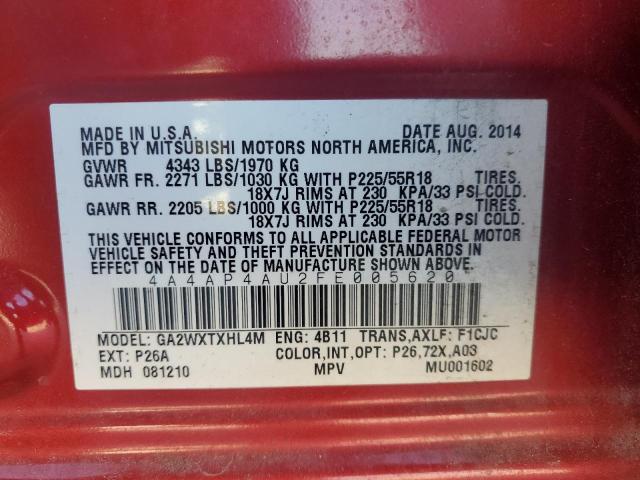 MADE IN U.S.A. DATE AUG. 2014
MFD BY MITSUBISHI MOTORS NORTH AMERICA, INC.
GVWR 4343 LBS/1970 KG
GAWR FR. 2271 LBS/1030 KG WITH P225/55R18 TIRES.
18X7J RIMS AT 230 KPA/33 PSI COLD.
GAWR RR. 2205 LBS/1000 KG WITH P225/55R18 TIRES.
18X7J RIMS AT 230 KPA/33 PSI COLD.
THIS VEHICLE CONFORMS TO ALL APPLICABLE FEDERAL MOTOR
VEHICLE SAFETY AND THEFT PREVENTION STANDARDS IN
EFFECT ON THE DATE OF MANUFACTURE SHOWN ABOVE.
4A4AP4AU2FE005620
MODEL: GA2WXTXHL4M ENG: 4B11 TRANS,AXLF: F1CJC
EXT: P26A COLOR,INT,OPT: P26,72X,A03
MDH 081210 MPV MU001602